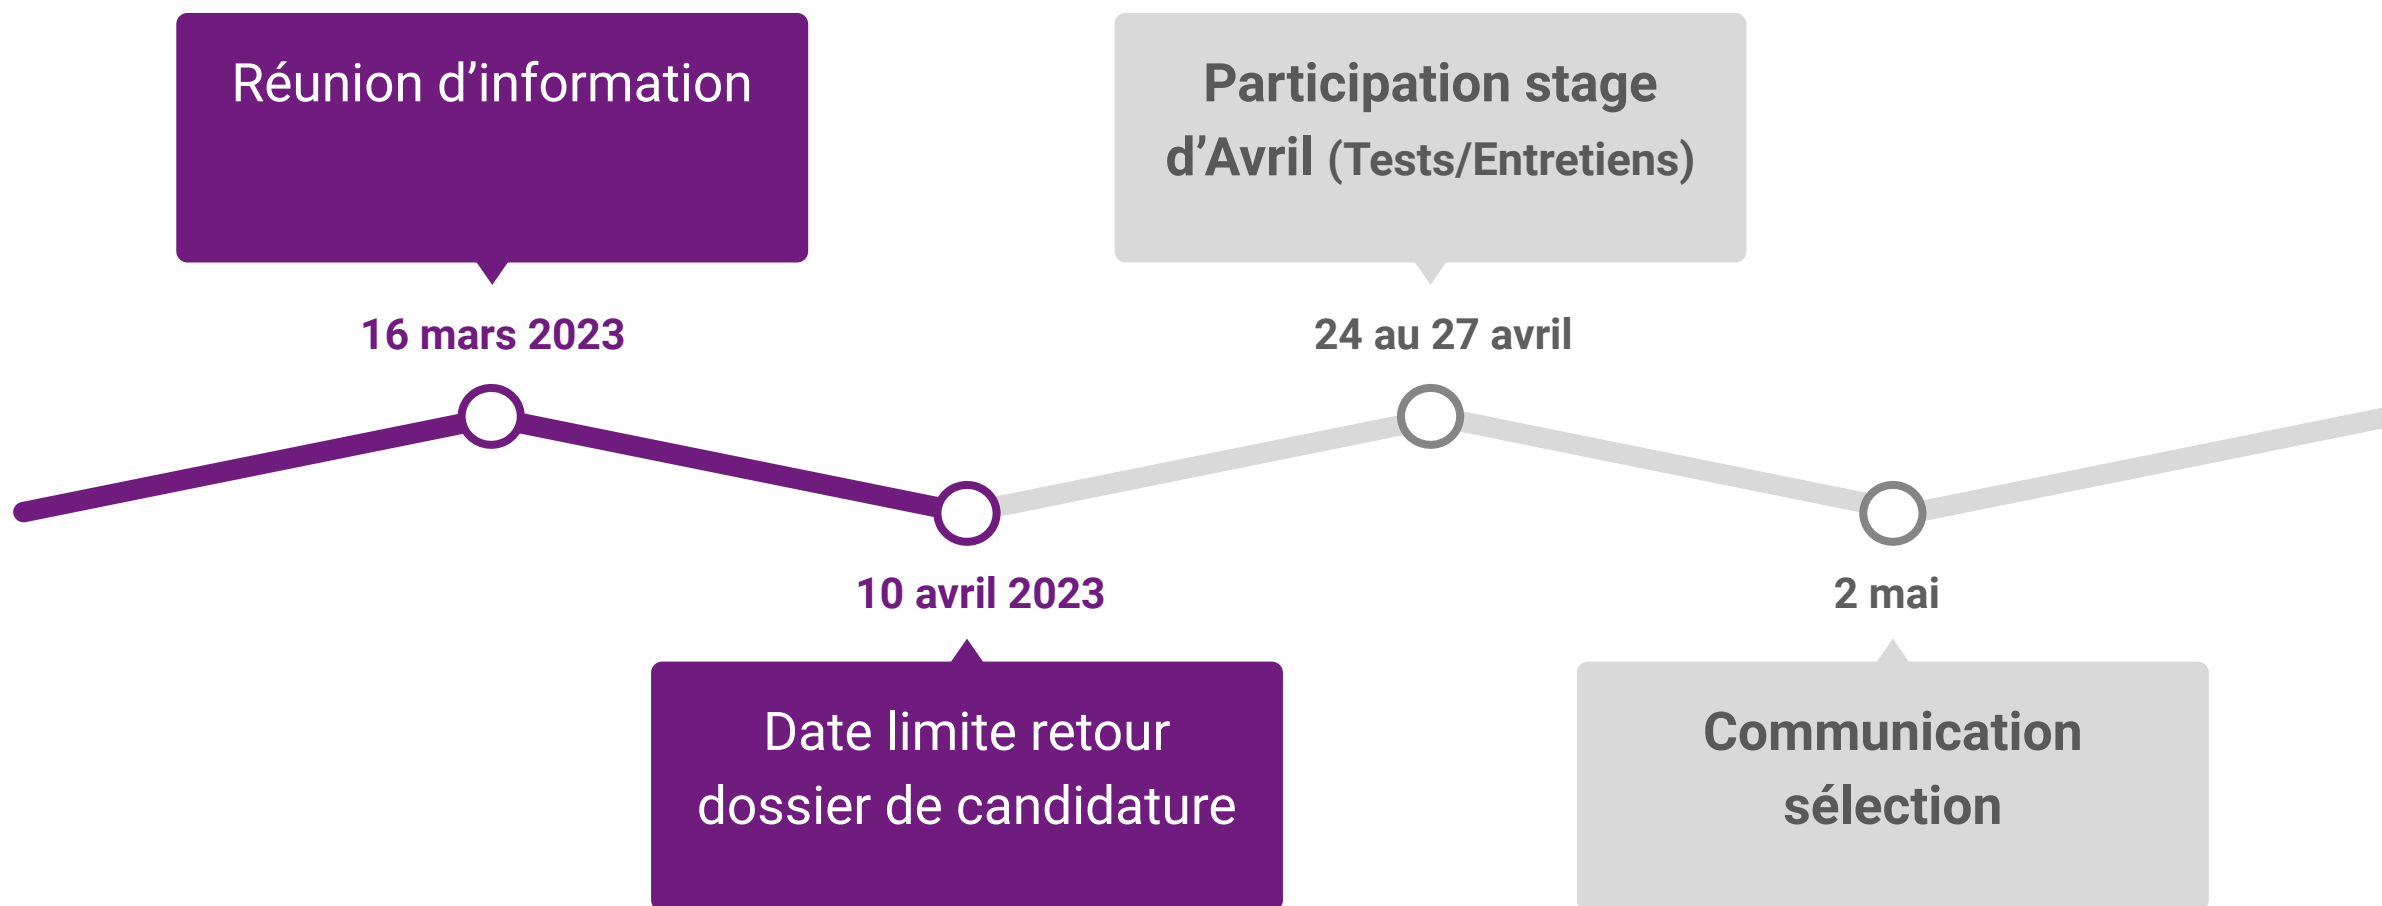 Réunion d’information
16 mars 2023
10 avril 2023
Date limite retour
dossier de candidature
Participation stage
d’Avril (Tests/Entretiens)
24 au 27 avril
2 mai
Communication
sélection